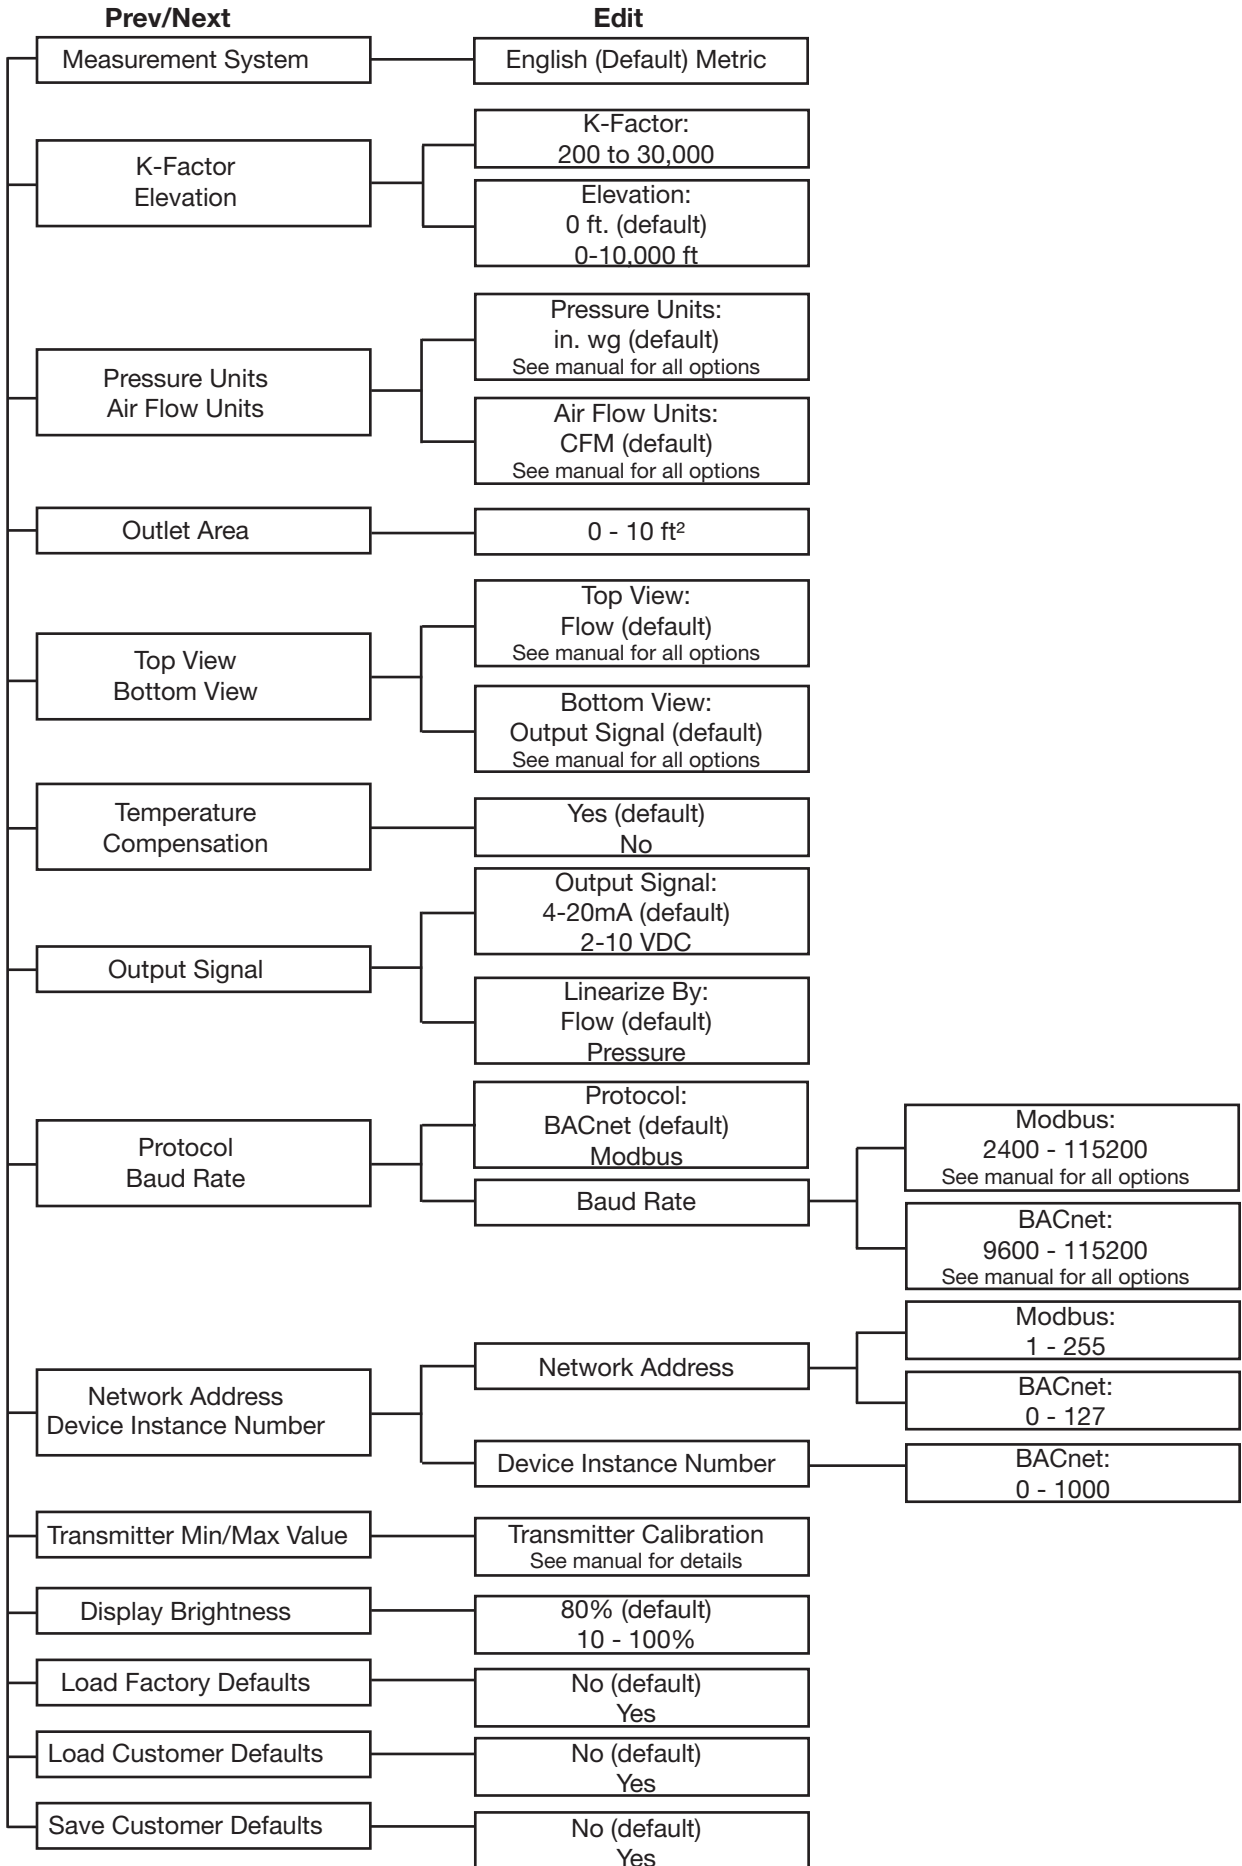 Prev/Next
Edit
Measurement System
English (Default) Metric
K-Factor
Elevation
K-Factor:
200 to 30,000
Elevation:
0 ft. (default)
0-10,000 ft
Pressure Units
Air Flow Units
Pressure Units:
in. wg (default)
See manual for all options
Air Flow Units:
CFM (default)
See manual for all options
Outlet Area
0 - 10 ft²
Top View
Bottom View
Top View:
Flow (default)
See manual for all options
Bottom View:
Output Signal (default)
See manual for all options
Temperature
Compensation
Yes (default)
No
Output Signal
Output Signal:
4-20mA (default)
2-10 VDC
Linearize By:
Flow (default)
Pressure
Protocol
Baud Rate
Protocol:
BACnet (default)
Modbus
Baud Rate
Modbus:
2400 - 115200
See manual for all options
BACnet:
9600 - 115200
See manual for all options
Network Address
Device Instance Number
Network Address
Modbus:
1 - 255
BACnet:
0 - 127
Device Instance Number
BACnet:
0 - 1000
Transmitter Min/Max Value
Transmitter Calibration
See manual for details
Display Brightness
80% (default)
10 - 100%
Load Factory Defaults
No (default)
Yes
Load Customer Defaults
No (default)
Yes
Save Customer Defaults
No (default)
Yes